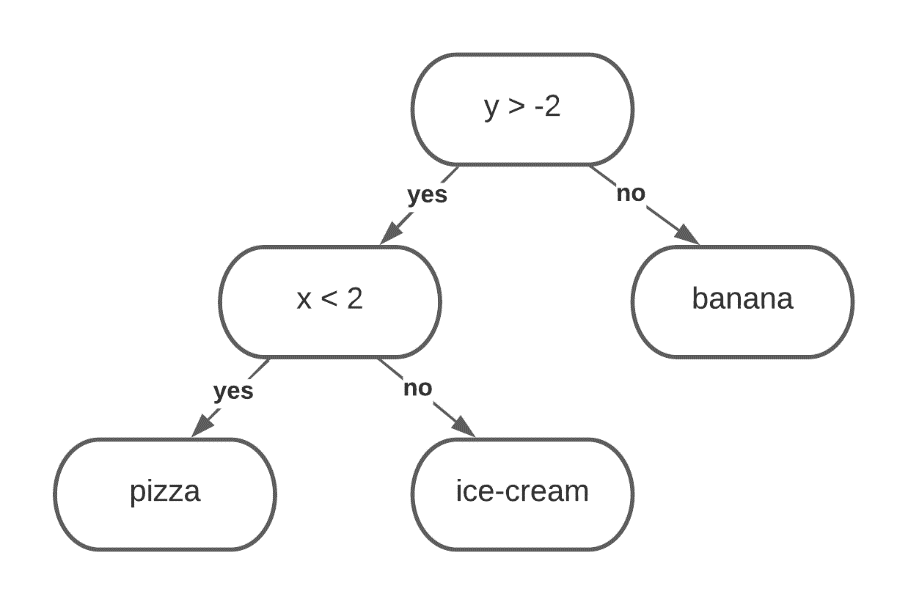 y > -2
yes
no
x < 2
banana
yes
no
pizza
ice-cream